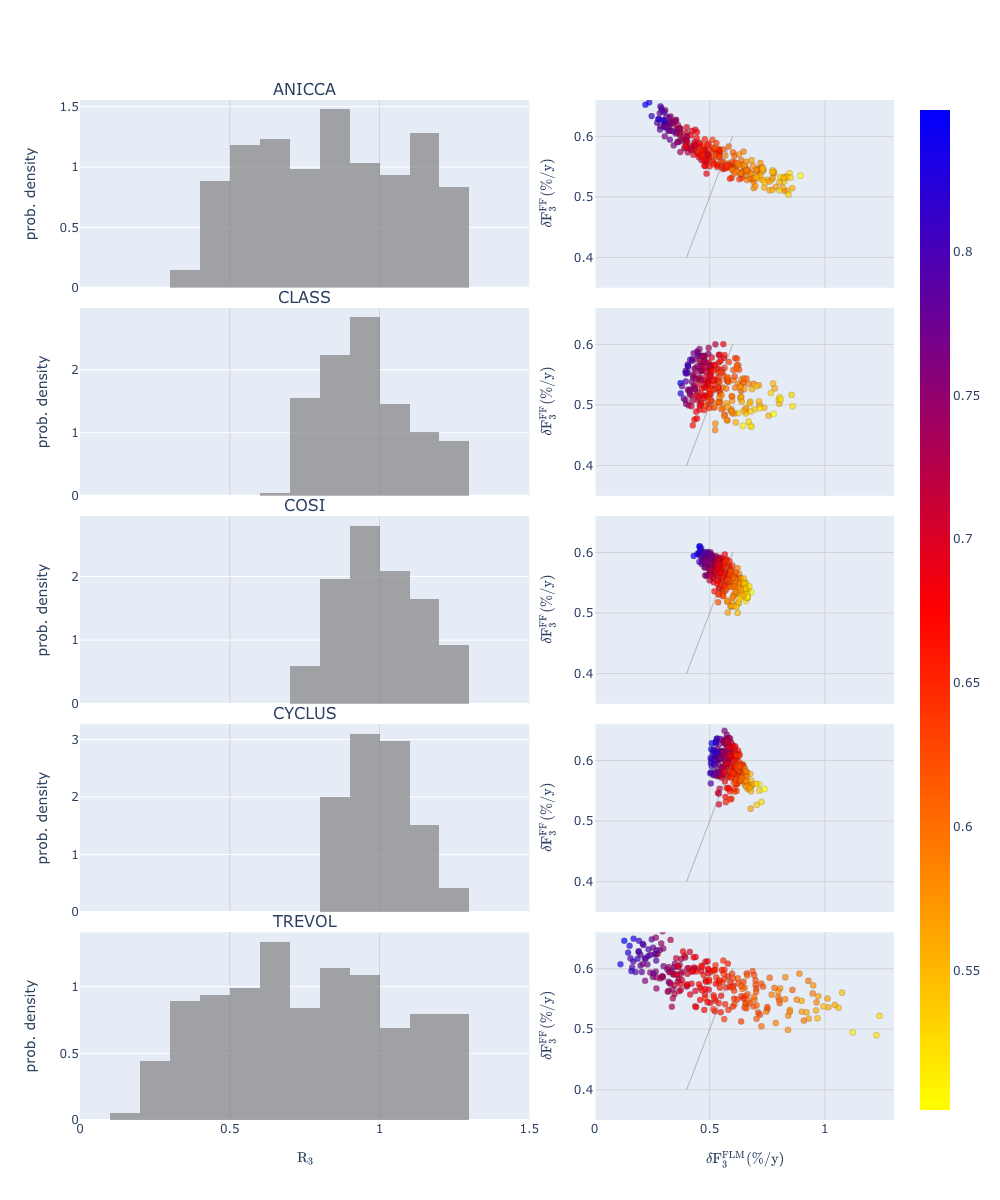 ANICCA
prob. density
1.5
1
0.5
0
δF₃^FF (%/y)
0.6
0.5
0.4
CLASS
prob. density
2
1
0
δF₃^FF (%/y)
0.6
0.5
0.4
COSI
prob. density
2
1
0
δF₃^FF (%/y)
0.6
0.5
0.4
CYCLUS
prob. density
3
2
1
0
δF₃^FF (%/y)
0.6
0.5
0.4
TREVOL
prob. density
1
0.5
0
δF₃^FF (%/y)
0.6
0.5
0.4
0 0.5 1 1.5
R₃
0 0.5 1
δF₃^FLM (%/y)
0.8
0.75
0.7
0.65
0.6
0.55